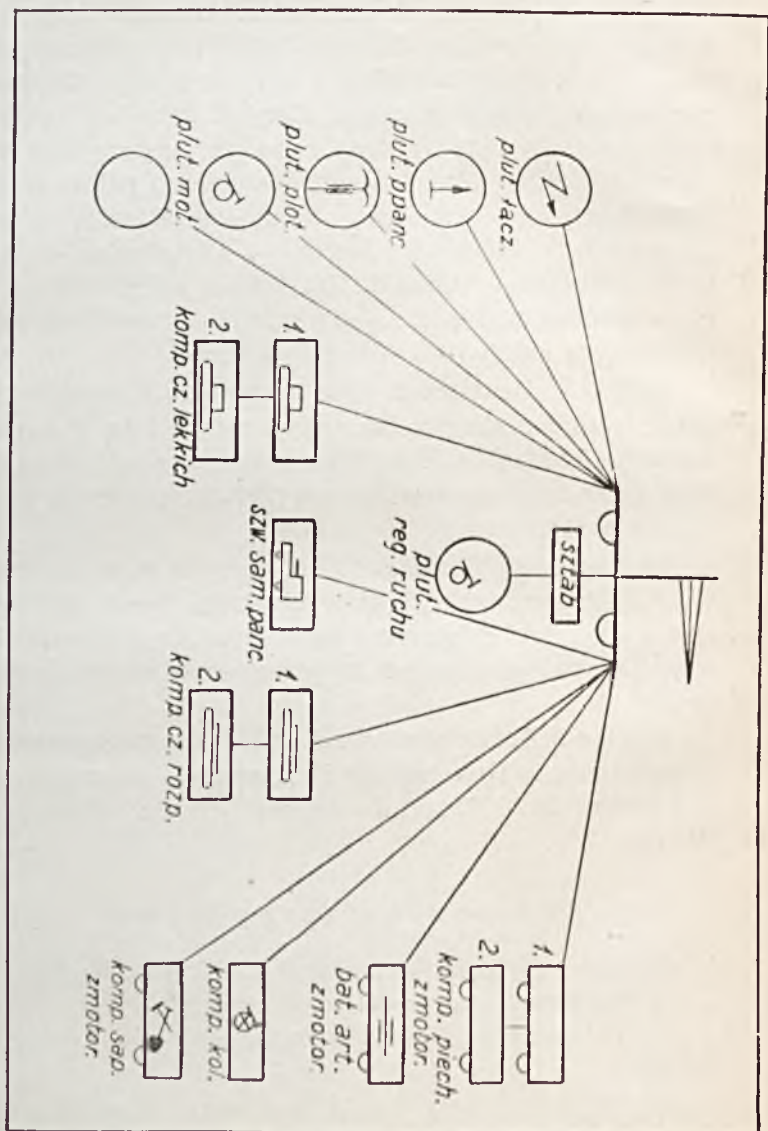 sztab
plut.
reg. ruchu
plut. łącz.
plut. ppanc
plut. plot.
plut. mot.
1.
2.
komp. cz. lekkich
szw. sam. panc.
1.
2.
komp. cz. rozp.
1.
2.
komp. piech.
zmotor.
bat. art.
zmotor.
komp. kol.
komp. sap.
zmotor.